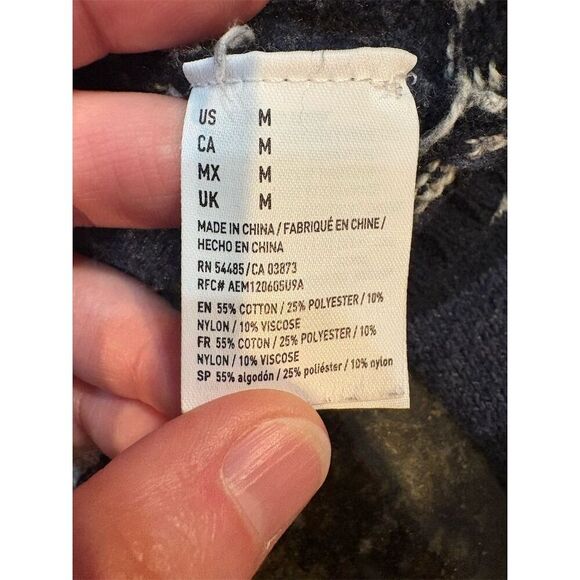 US M
CA M
MX M
UK M
MADE IN CHINA / FABRIQUÉ EN CHINE /
HECHO EN CHINA
RN 54485 / CA 03873
RFC# AEM120605U9A
EN 55% COTTON / 25% POLYESTER / 10%
NYLON / 10% VISCOSE
FR 55% COTON / 25% POLYESTER / 10%
NYLON / 10% VISCOSE
SP 55% algodón / 25% poliéster / 10% nylon